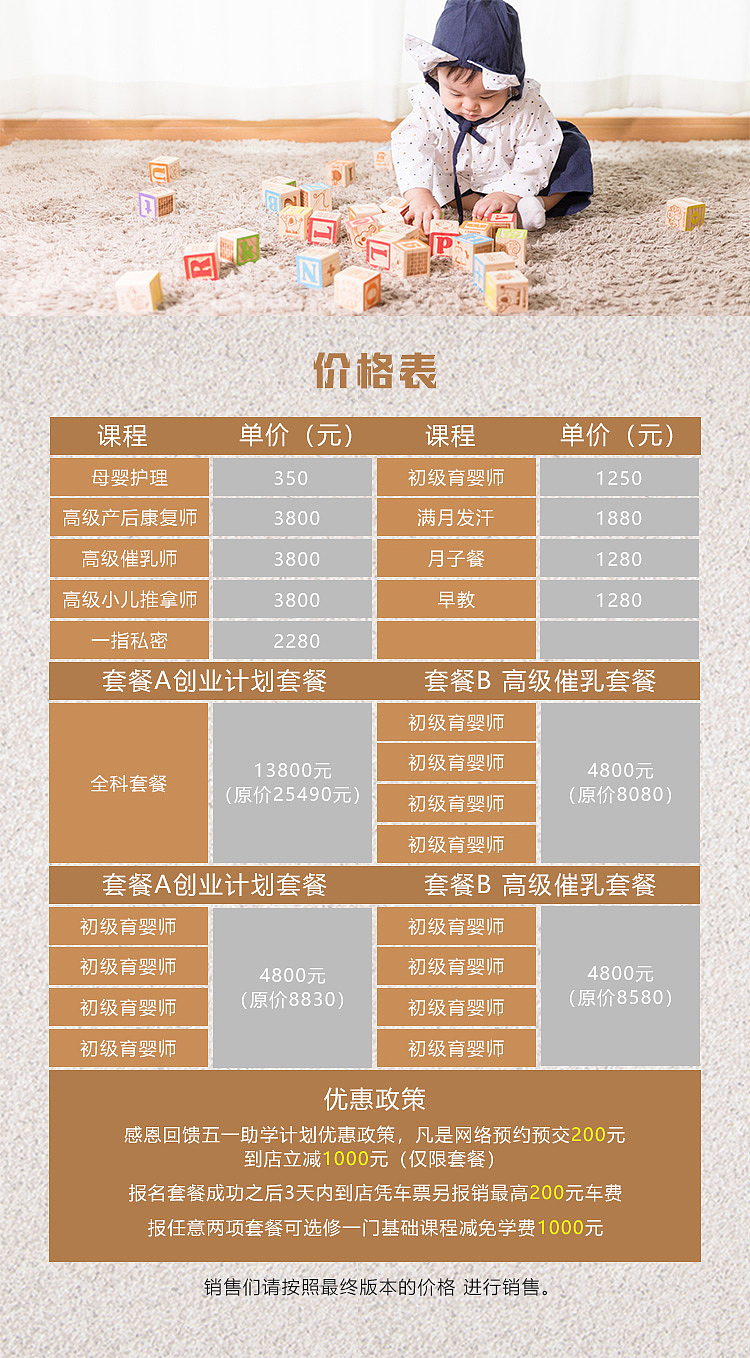 价格表
课程 单价（元） 课程 单价（元）
母婴护理 350 初级育婴师 1250
高级产后康复师 3800 满月发汗 1880
高级催乳师 3800 月子餐 1280
高级小儿推拿师 3800 早教 1280
一指私密 2280
套餐A创业计划套餐 套餐B 高级催乳套餐
全科套餐
13800元
（原价25490元）
初级育婴师
初级育婴师
初级育婴师
初级育婴师
4800元
（原价8080）
套餐A创业计划套餐 套餐B 高级催乳套餐
初级育婴师
初级育婴师
初级育婴师
初级育婴师
4800元
（原价8830）
初级育婴师
初级育婴师
初级育婴师
初级育婴师
4800元
（原价8580）
优惠政策
感恩回馈五一助学计划优惠政策，凡是网络预约预交200元
到店立减1000元（仅限套餐）
报名套餐成功之后3天内到店凭车票另报销最高200元车费
报任意两项套餐可选修一门基础课程减免学费1000元
销售们请按照最终版本的价格 进行销售。